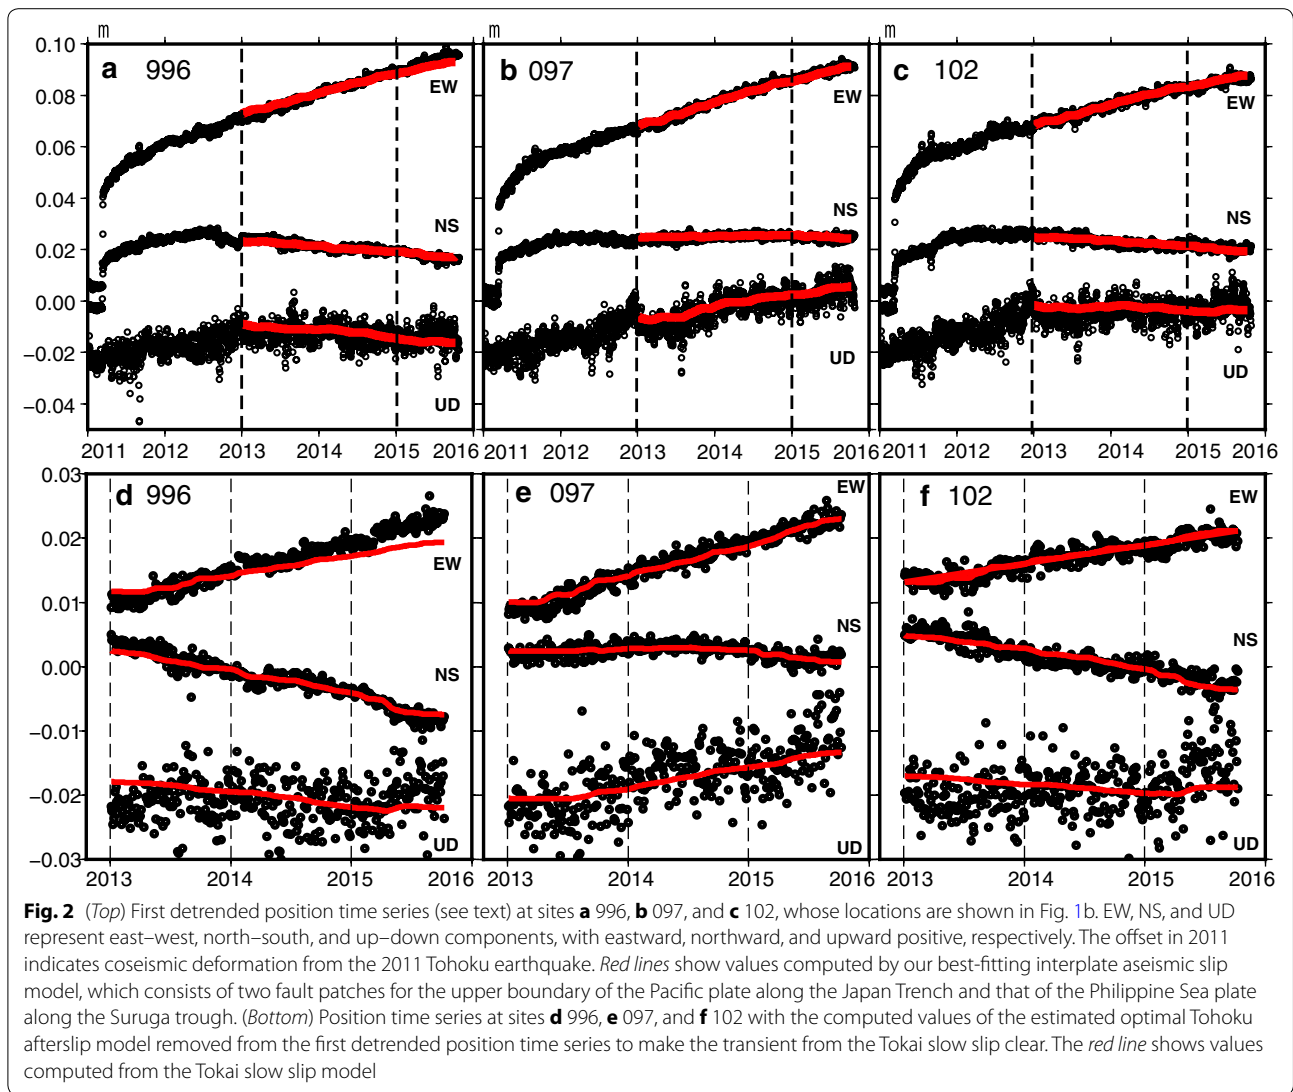 m m m
0.10
0.08
0.06
0.04
0.02
0.00
−0.02
−0.04
a 996
EW
NS
UD
b 097
EW
NS
UD
c 102
EW
NS
UD
2011 2012 2013 2014 2015 2016
2012 2013 2014 2015 2016
2012 2013 2014 2015 2016
0.03
0.02
0.01
0.00
−0.01
−0.02
−0.03
d 996
EW
NS
UD
e 097
EW
NS
UD
f 102
EW
NS
UD
2013 2014 2015 2016
2013 2014 2015 2016
2013 2014 2015 2016
Fig. 2 (Top) First detrended position time series (see text) at sites a 996, b 097, and c 102, whose locations are shown in Fig. 1b. EW, NS, and UD
represent east–west, north–south, and up–down components, with eastward, northward, and upward positive, respectively. The offset in 2011
indicates coseismic deformation from the 2011 Tohoku earthquake. Red lines show values computed by our best-fitting interplate aseismic slip
model, which consists of two fault patches for the upper boundary of the Pacific plate along the Japan Trench and that of the Philippine Sea plate
along the Suruga trough. (Bottom) Position time series at sites d 996, e 097, and f 102 with the computed values of the estimated optimal Tohoku
afterslip model removed from the first detrended position time series to make the transient from the Tokai slow slip clear. The red line shows values
computed from the Tokai slow slip model